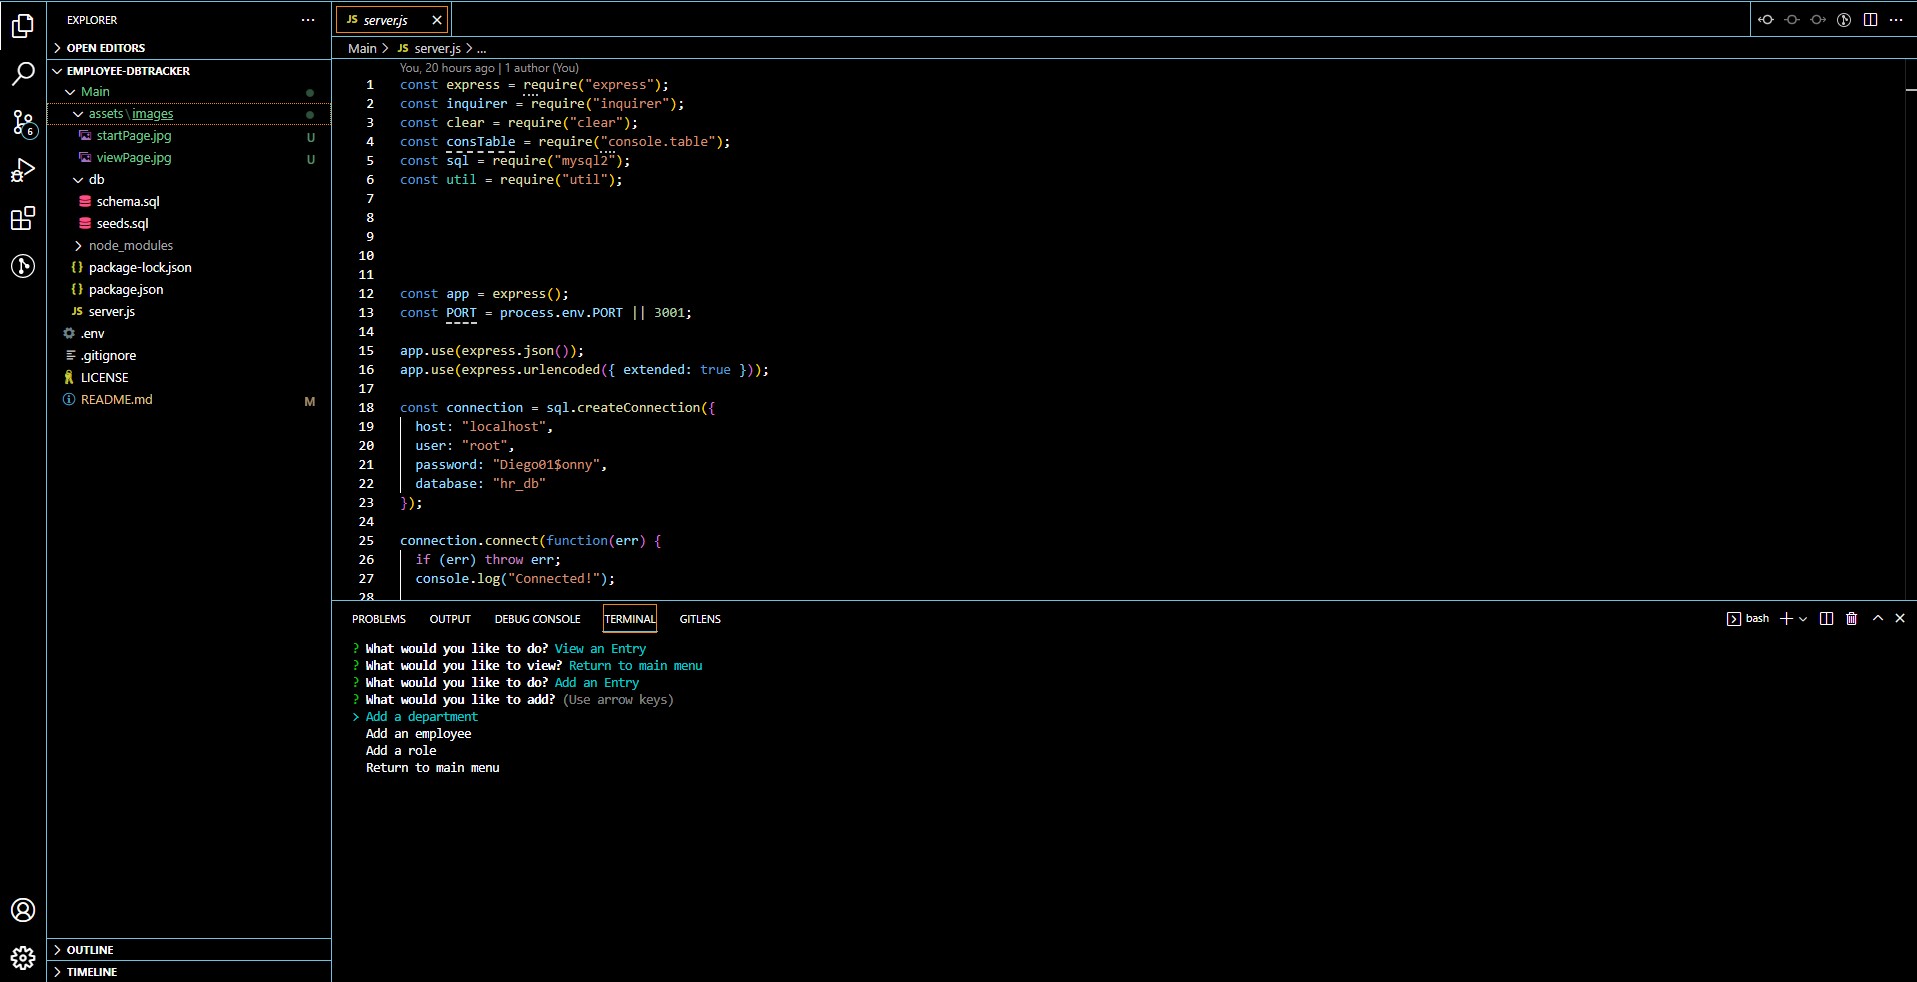 EXPLORER
OPEN EDITORS
EMPLOYEE-DBTRACKER
Main
assets\images
startPage.jpg U
viewPage.jpg U
db
schema.sql
seeds.sql
node_modules
{} package-lock.json
{} package.json
JS server.js
.env
.gitignore
LICENSE
README.md M
6
OUTLINE
TIMELINE
JS server.js
Main > JS server.js > ...
You, 20 hours ago | 1 author (You)
1 const express = require("express");
2 const inquirer = require("inquirer");
3 const clear = require("clear");
4 const consTable = require("console.table");
5 const sql = require("mysql2");
6 const util = require("util");
7
8
9
10
11
12 const app = express();
13 const PORT = process.env.PORT || 3001;
14
15 app.use(express.json());
16 app.use(express.urlencoded({ extended: true }));
17
18 const connection = sql.createConnection({
19 host: "localhost",
20 user: "root",
21 password: "Diego01$onny",
22 database: "hr_db"
23 });
24
25 connection.connect(function(err) {
26 if (err) throw err;
27 console.log("Connected!");
28
PROBLEMS OUTPUT DEBUG CONSOLE TERMINAL GITLENS
bash
? What would you like to do? View an Entry
? What would you like to view? Return to main menu
? What would you like to do? Add an Entry
? What would you like to add? (Use arrow keys)
> Add a department
Add an employee
Add a role
Return to main menu